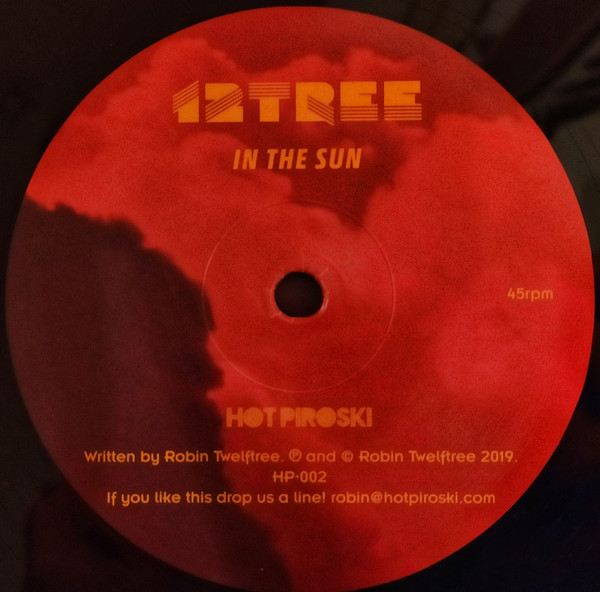 12TREE
IN THE SUN
45rpm
HOT PIROSKI
Written by Robin Twelftree. ℗ and © Robin Twelftree 2019.
HP-002
If you like this drop us a line! robin@hotpiroski.com